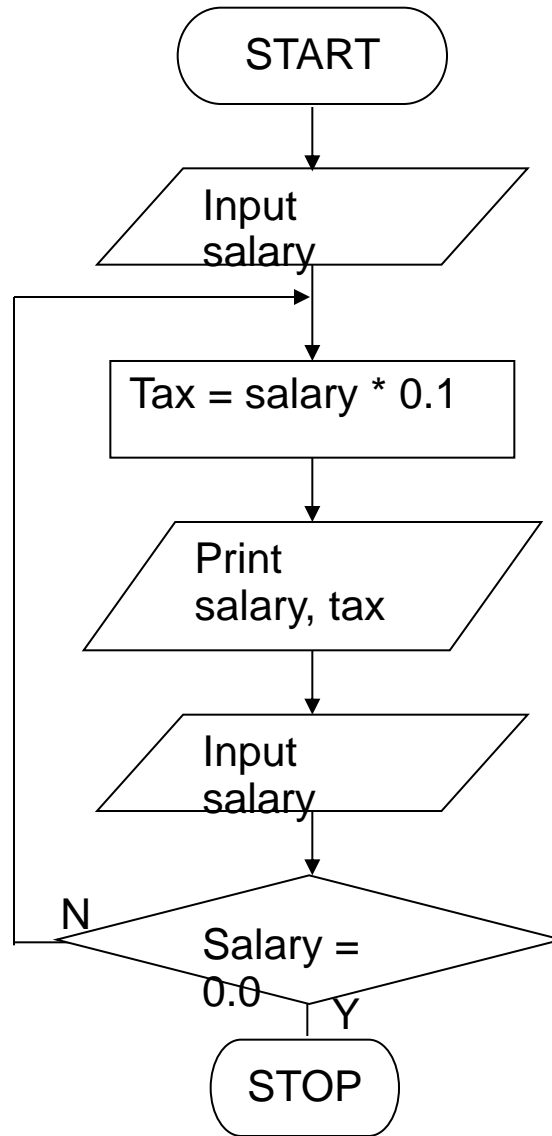 START
Input
salary
Tax = salary * 0.1
Print
salary, tax
Input
salary
N
Salary =
0.0
Y
STOP